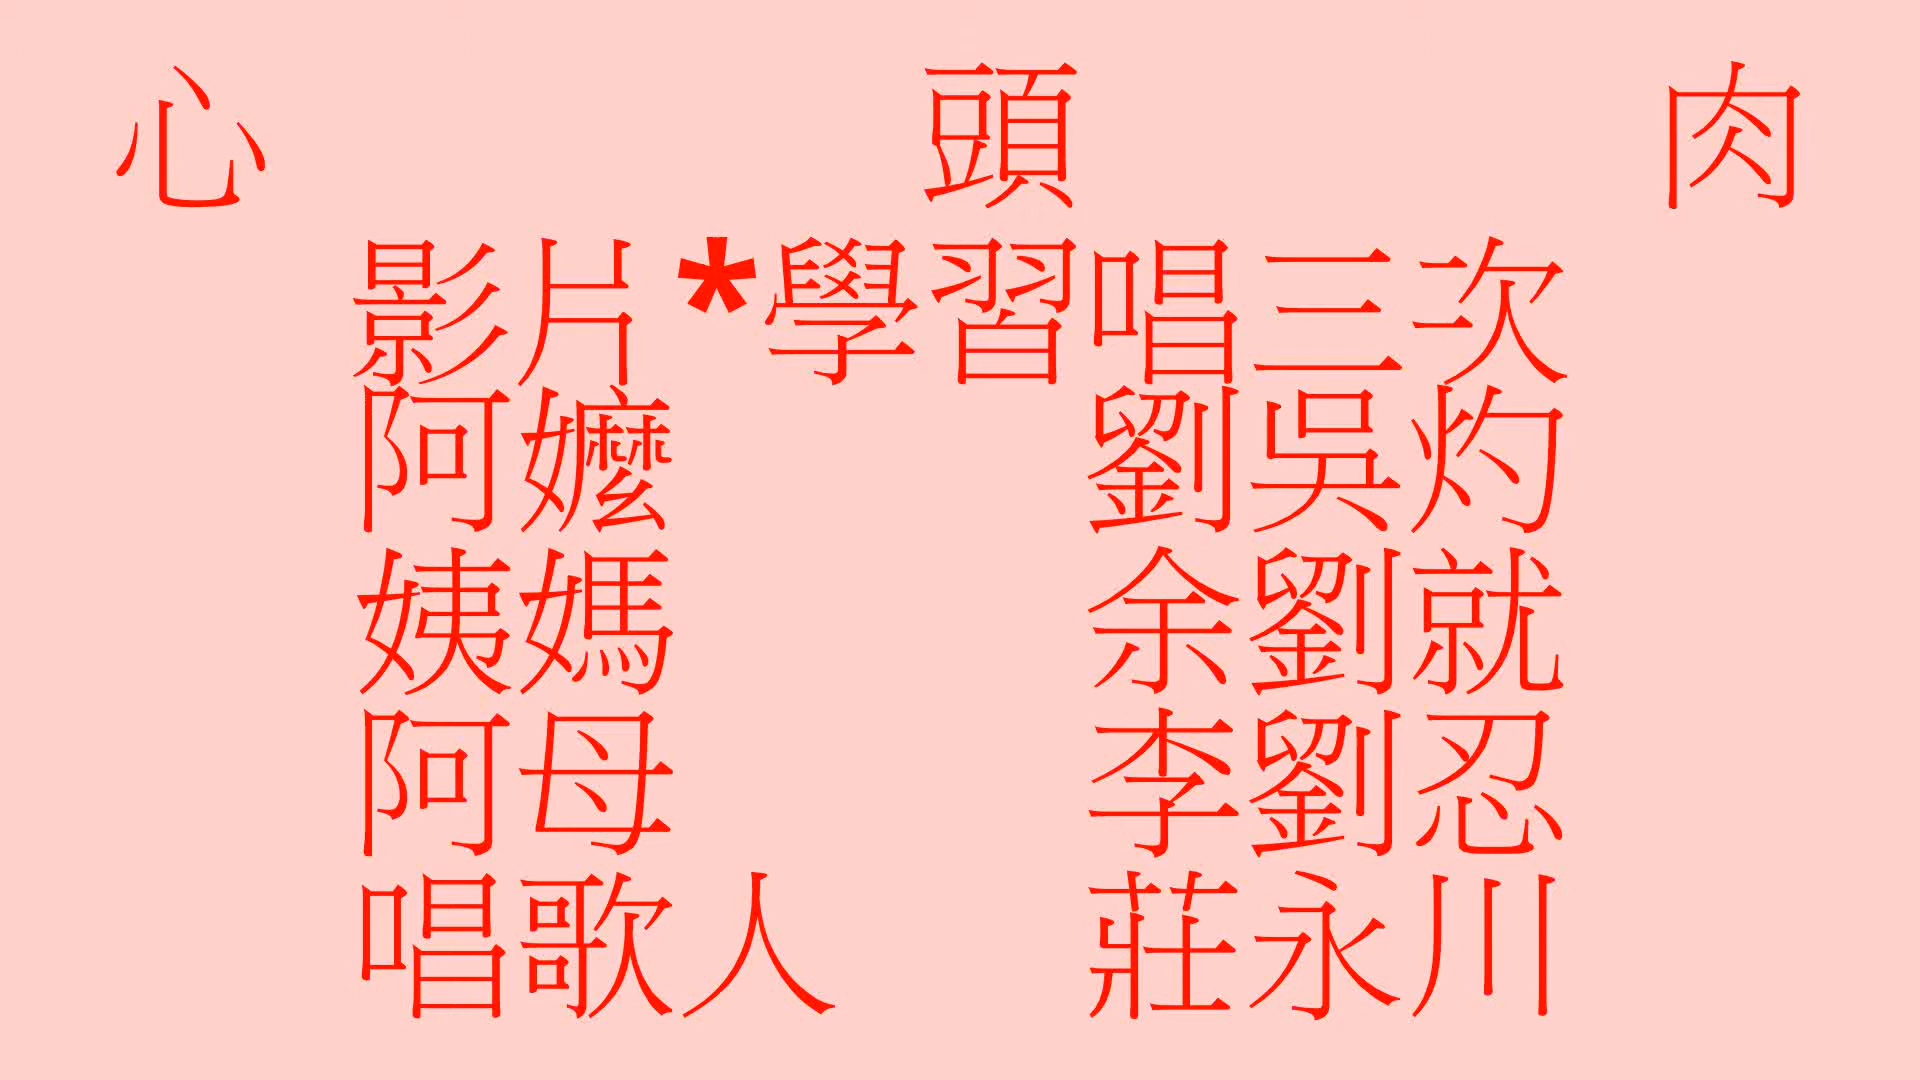 心 頭 肉
影片*學習唱三次
阿嬤 劉吳灼
姨媽 余劉就
阿母 李劉忍
唱歌人 莊永川